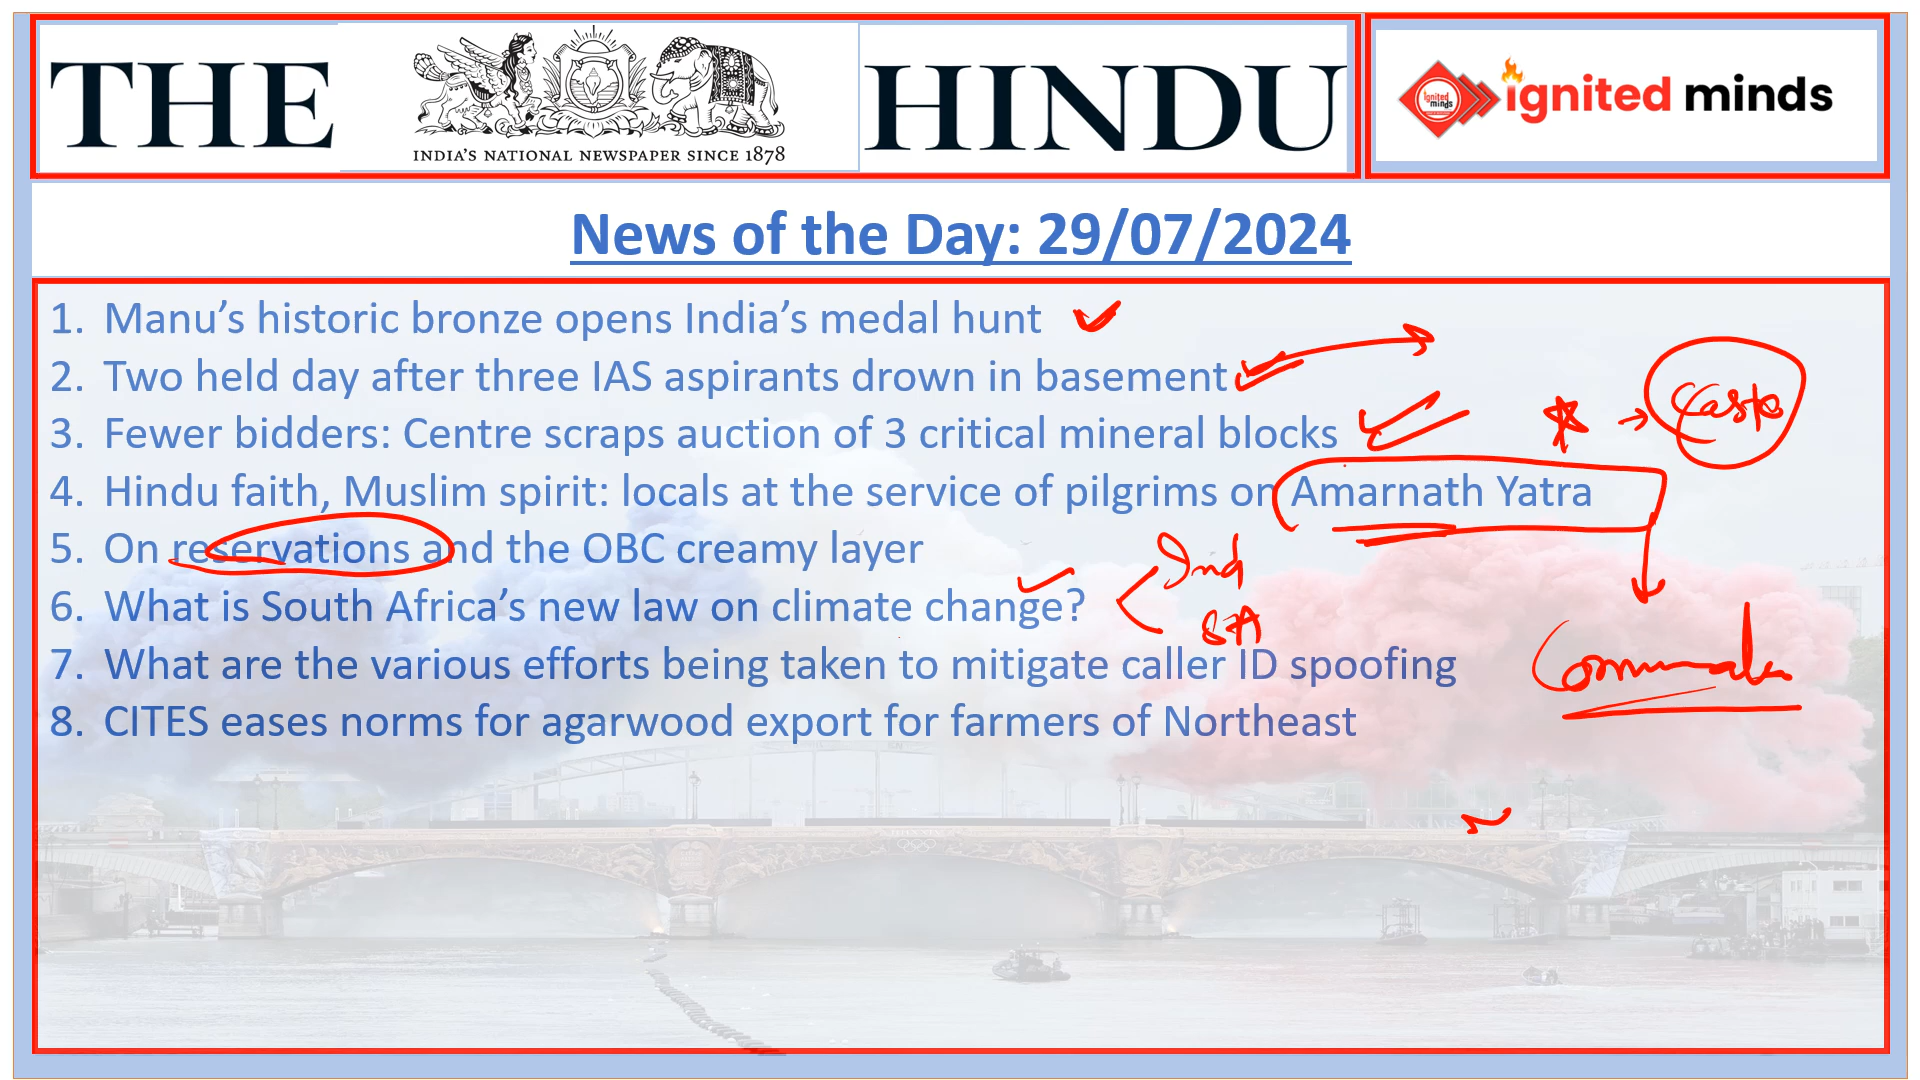 THE HINDU
INDIA'S NATIONAL NEWSPAPER SINCE 1878
ignited minds
ignited minds
News of the Day: 29/07/2024
1. Manu’s historic bronze opens India’s medal hunt
2. Two held day after three IAS aspirants drown in basement
3. Fewer bidders: Centre scraps auction of 3 critical mineral blocks
Caste
4. Hindu faith, Muslim spirit: locals at the service of pilgrims on Amarnath Yatra
5. On reservations and the OBC creamy layer
Ind
6. What is South Africa’s new law on climate change?
SA
7. What are the various efforts being taken to mitigate caller ID spoofing
8. CITES eases norms for agarwood export for farmers of Northeast